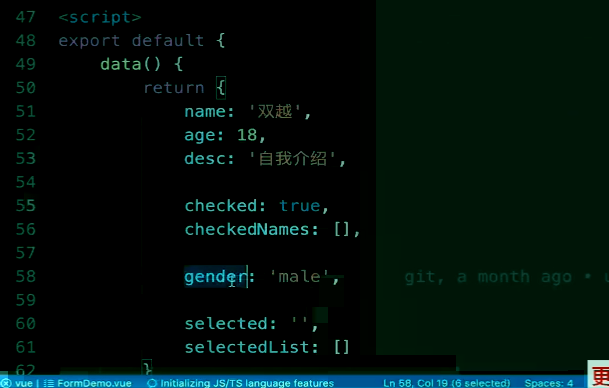 47 <script>
48 export default {
49 data() {
50 return {
51 name: '双越',
52 age: 18,
53 desc: '自我介绍',
54
55 checked: true,
56 checkedNames: [],
57
58 gender: 'male', git, a month ago •
59
60 selected: '',
61 selectedList: []
62 }
vue | FormDemo.vue Initializing JS/TS language features Ln 58, Col 19 (6 selected) Spaces: 4